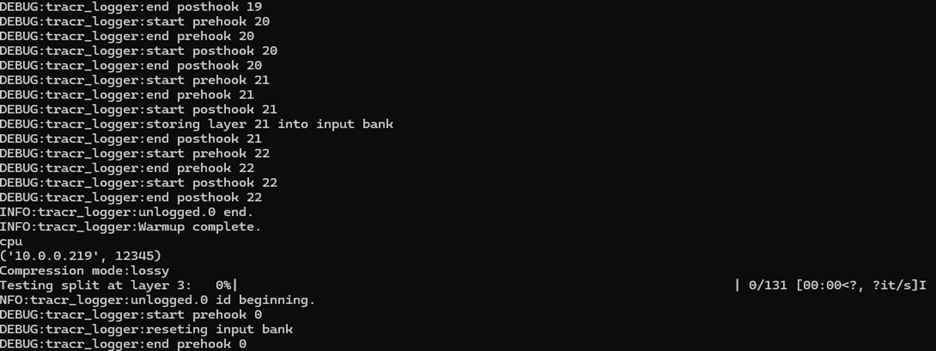 DEBUG:tracr_logger:end posthook 19
DEBUG:tracr_logger:start prehook 20
DEBUG:tracr_logger:end prehook 20
DEBUG:tracr_logger:start posthook 20
DEBUG:tracr_logger:end posthook 20
DEBUG:tracr_logger:start prehook 21
DEBUG:tracr_logger:end prehook 21
DEBUG:tracr_logger:start posthook 21
DEBUG:tracr_logger:storing layer 21 into input bank
DEBUG:tracr_logger:end posthook 21
DEBUG:tracr_logger:start prehook 22
DEBUG:tracr_logger:end prehook 22
DEBUG:tracr_logger:start posthook 22
DEBUG:tracr_logger:end posthook 22
INFO:tracr_logger:unlogged.0 end.
INFO:tracr_logger:Warmup complete.
cpu
('10.0.0.219', 12345)
Compression mode:lossy
Testing split at layer 3:   0%|                    | 0/131 [00:00<?, ?it/s]I
NFO:tracr_logger:unlogged.0 id beginning.
DEBUG:tracr_logger:start prehook 0
DEBUG:tracr_logger:reseting input bank
DEBUG:tracr_logger:end prehook 0